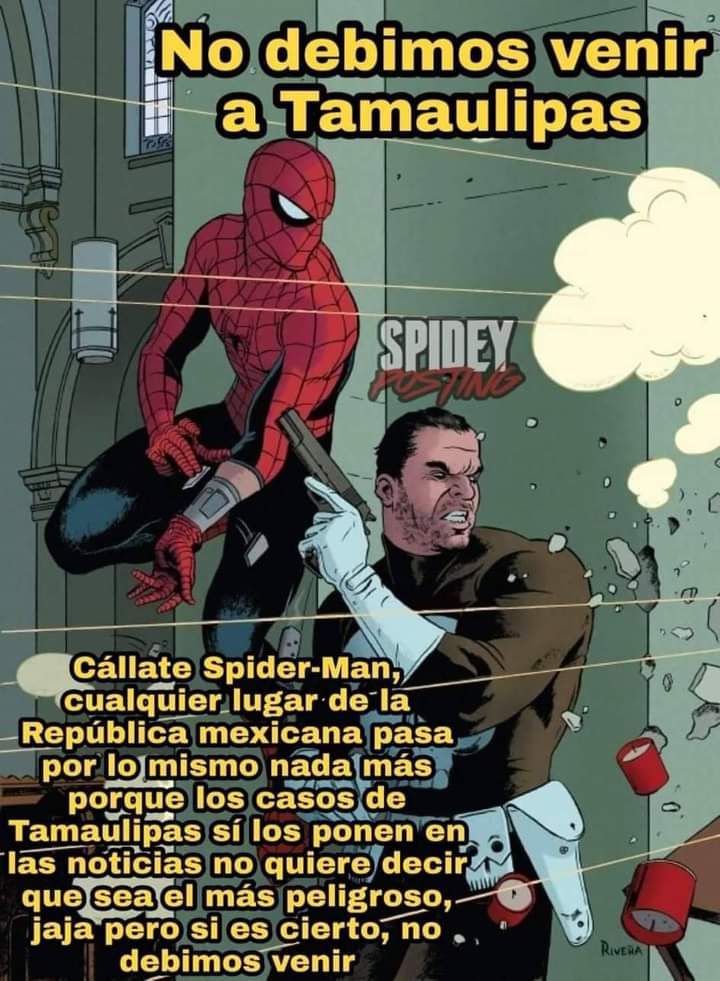 No debimos venir
a Tamaulipas
SPIDEY
POSTING
Cállate Spider-Man,
cualquier lugar de la
República mexicana pasa
por lo mismo nada más
porque los casos de
Tamaulipas sí los ponen en
las noticias no quiere decir
que sea el más peligroso,
jaja pero si es cierto, no
debimos venir
RIVERA